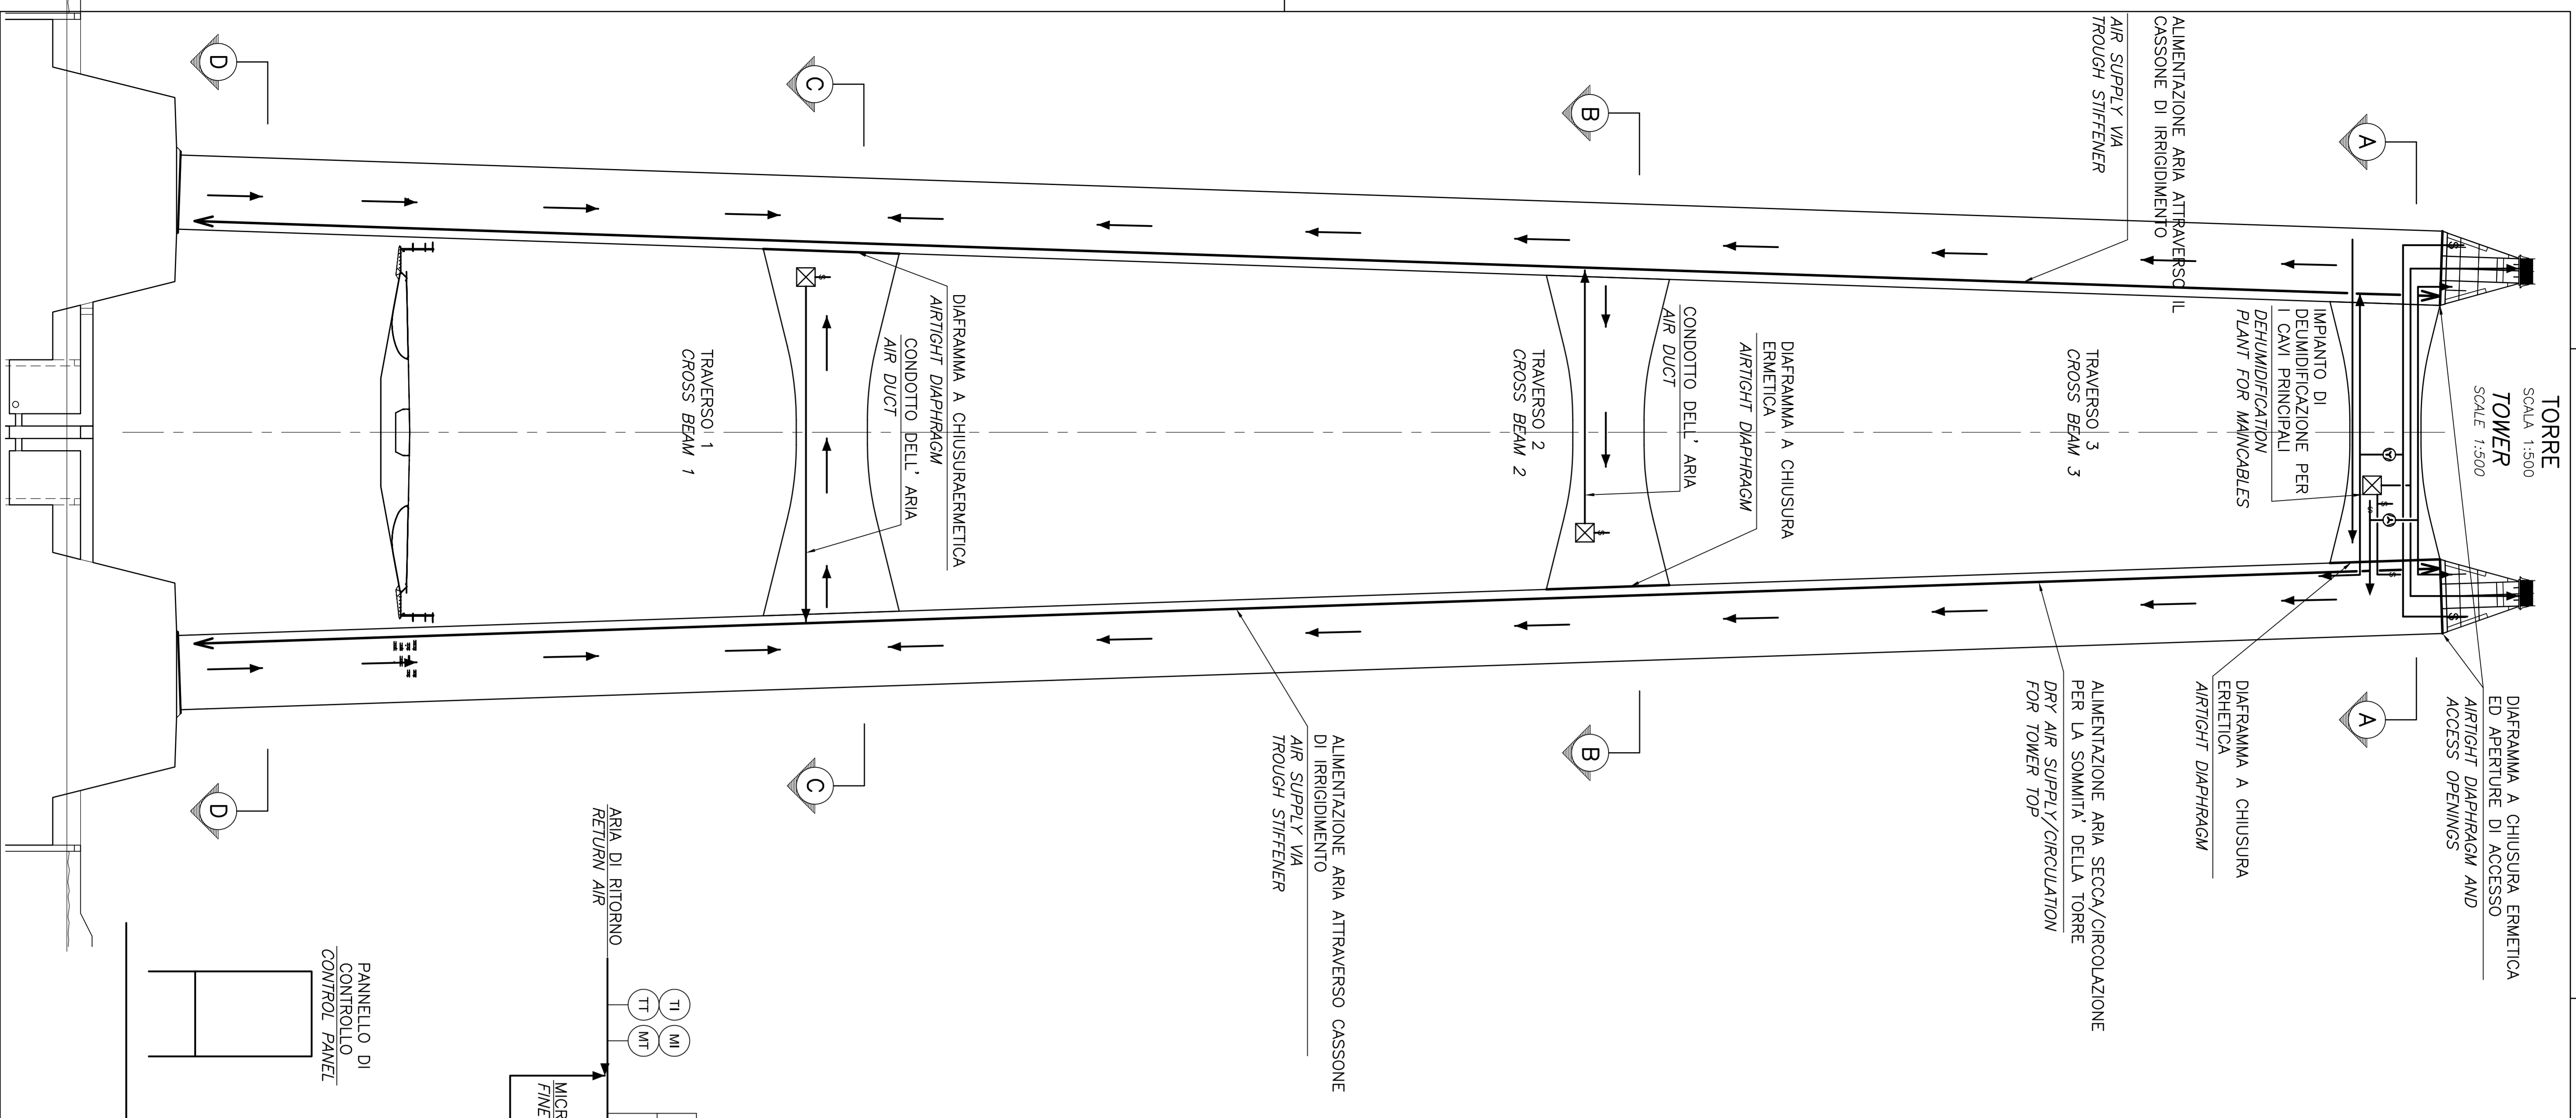 TORRE
SCALA 1:500
TOWER
SCALE 1:500
DIAFRAMMA A CHIUSURA ERMETICA
ED APERTURE DI ACCESSO
AIRTIGHT DIAPHRAGM AND
ACCESS OPENINGS
A
A
ALIMENTAZIONE ARIA ATTRAVERSO IL
CASSONE DI IRRIGIDIMENTO
AIR SUPPLY VIA
TROUGH STIFFENER
IMPIANTO DI
DEUMIDIFICAZIONE PER
I CAVI PRINCIPALI
DEHUMIDIFICATION
PLANT FOR MAINCABLES
DIAFRAMMA A CHIUSURA
ERHETICA
AIRTIGHT DIAPHRAGM
TRAVERSO 3
CROSS BEAM 3
ALIMENTAZIONE ARIA SECCA/CIRCOLAZIONE
PER LA SOMMITA' DELLA TORRE
DRY AIR SUPPLY/CIRCULATION
FOR TOWER TOP
DIAFRAMMA A CHIUSURA
ERMETICA
AIRTIGHT DIAPHRAGM
CONDOTTO DELL' ARIA
AIR DUCT
B
B
TRAVERSO 2
CROSS BEAM 2
ALIMENTAZIONE ARIA ATTRAVERSO CASSONE
DI IRRIGIDIMENTO
AIR SUPPLY VIA
TROUGH STIFFENER
DIAFRAMMA A CHIUSURAERMETICA
AIRTIGHT DIAPHRAGM
CONDOTTO DELL' ARIA
AIR DUCT
C
C
TRAVERSO 1
CROSS BEAM 1
TI
MI
TT
MT
ARIA DI RITORNO
RETURN AIR
MICR
FINE
PANNELLO DI
CONTROLLO
CONTROL PANEL
D
D